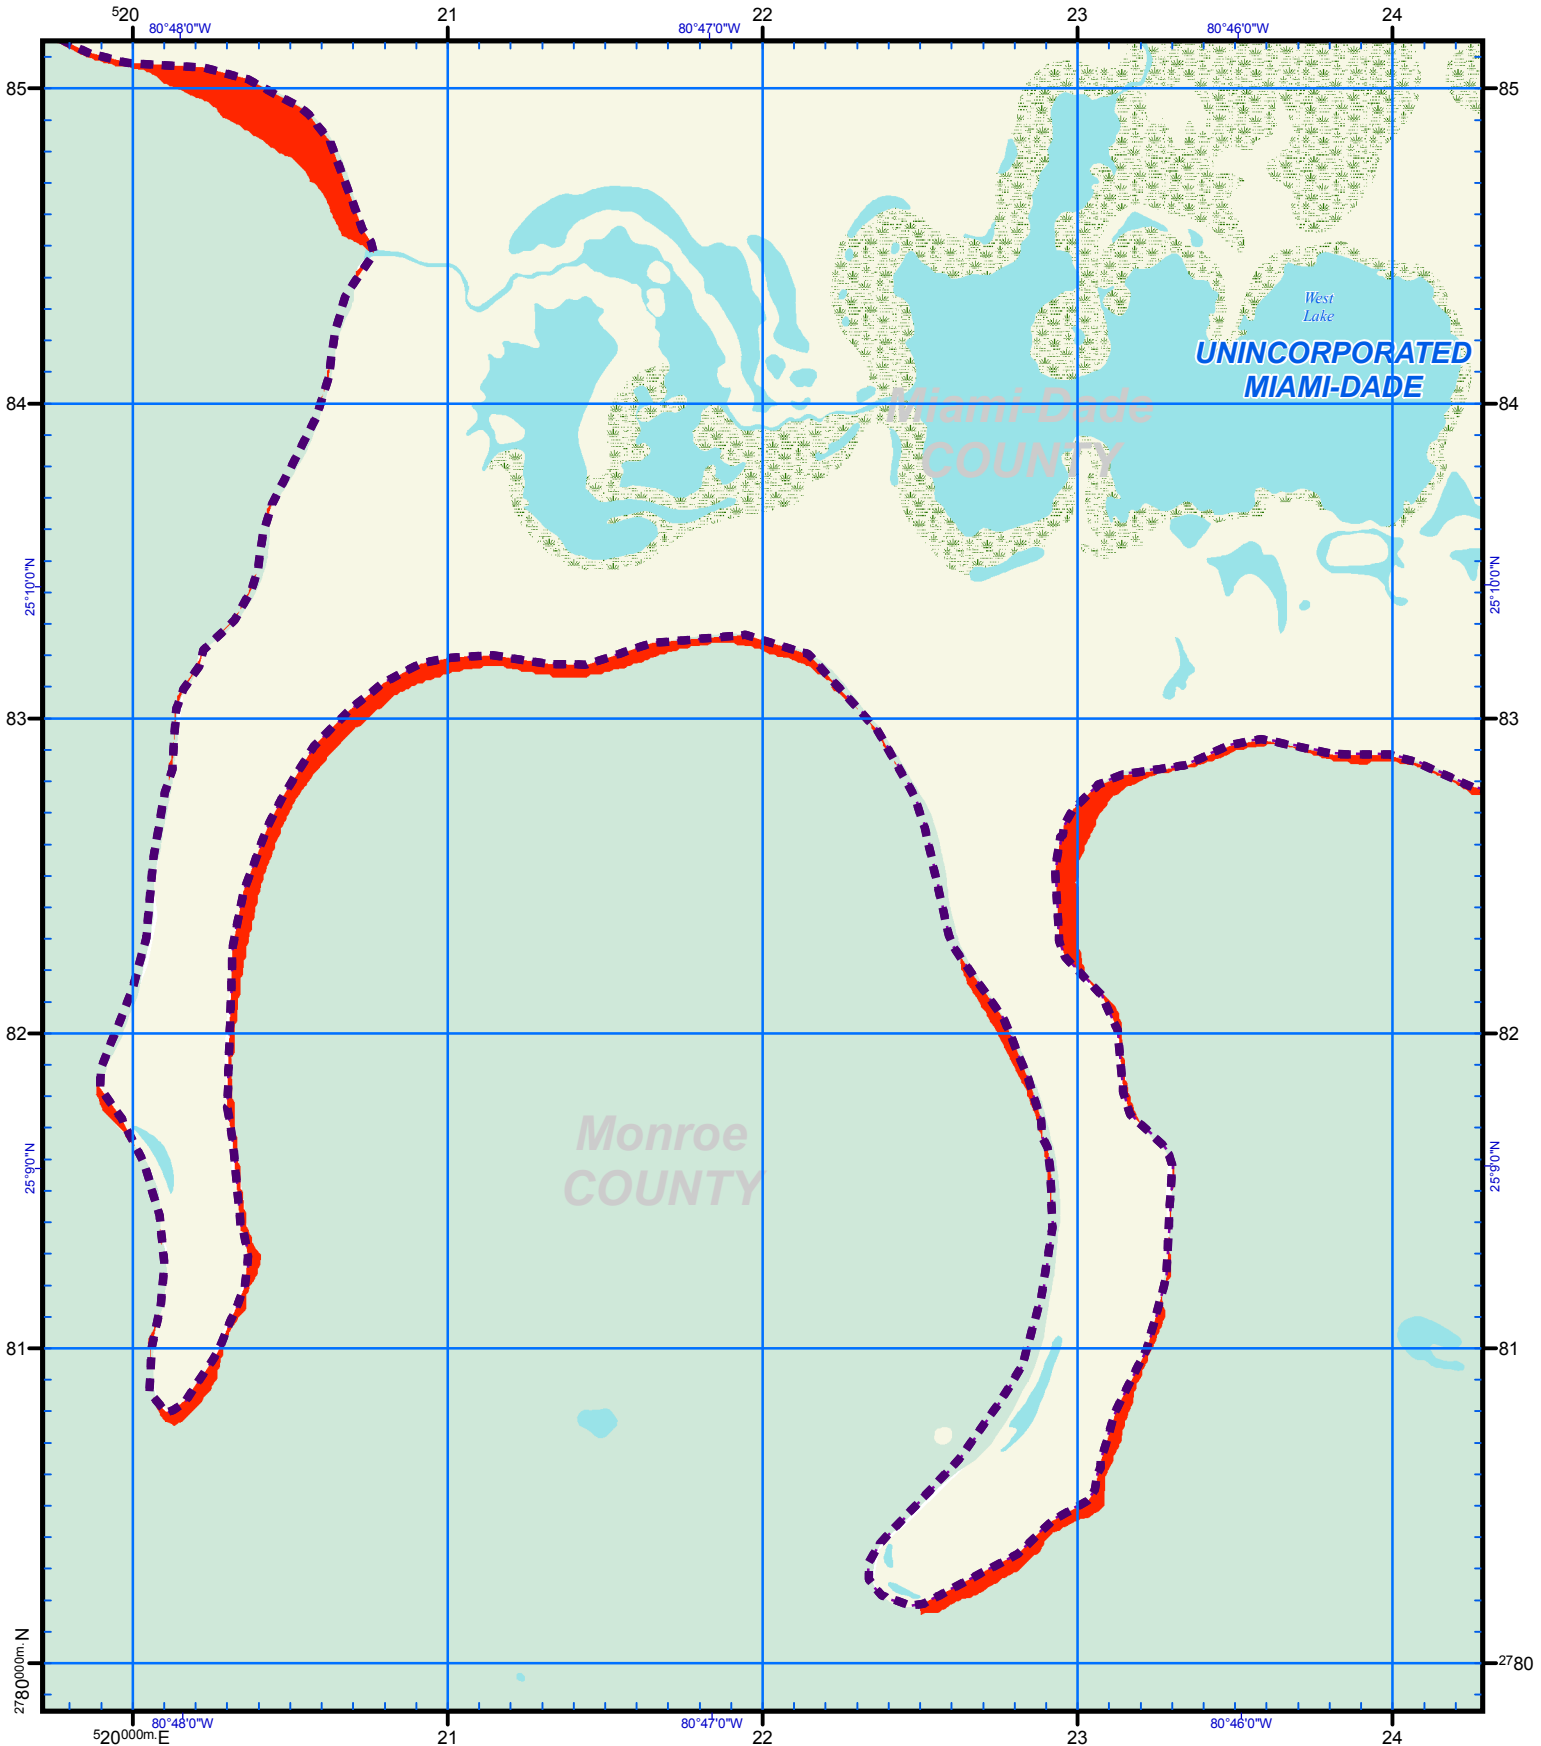 520 21 22 23 24
80°48'0"W 80°47'0"W 80°46'0"W
85 85
West
Lake
UNINCORPORATED
MIAMI-DADE
84 84
Miami-Dade
COUNTY
25°10'0"N 25°10'0"N
83 83
82 82
Monroe
COUNTY
25°9'0"N 25°9'0"N
81 81
2780000m. N 2780
80°48'0"W 80°47'0"W 80°46'0"W
520000m. E 21 22 23 24